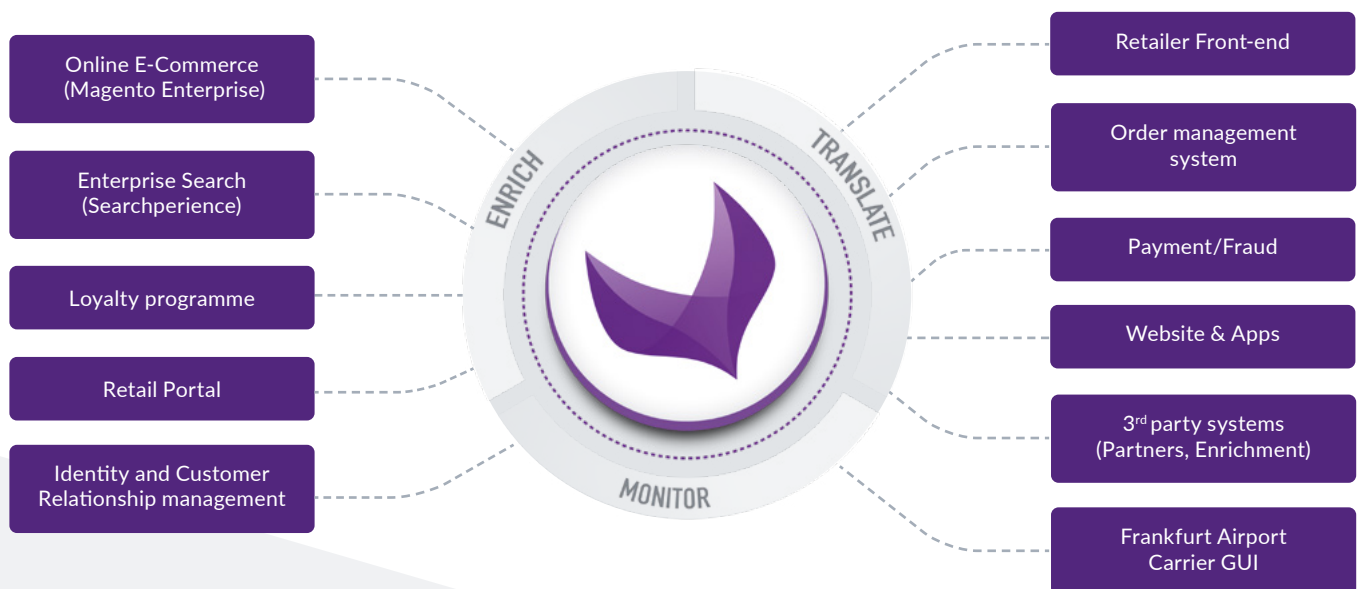 Online E-Commerce
(Magento Enterprise)
Enterprise Search
(Searchperience)
Loyalty programme
Retail Portal
Identity and Customer
Relationship management
ENRICH
TRANSLATE
MONITOR
Retailer Front-end
Order management
system
Payment/Fraud
Website & Apps
3rd party systems
(Partners, Enrichment)
Frankfurt Airport
Carrier GUI